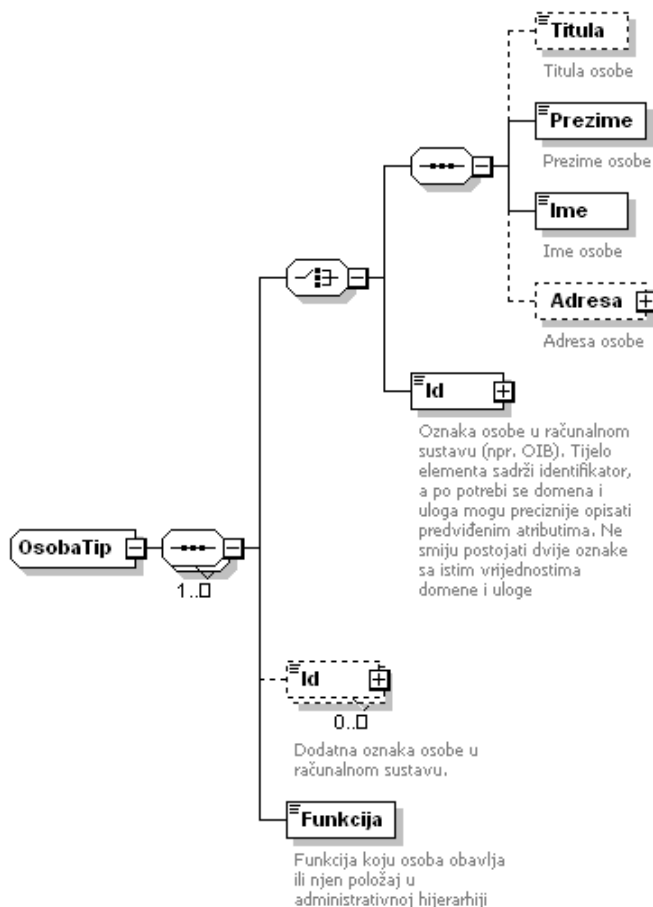 Titula
Titula osobe
Prezime
Prezime osobe
Ime
Ime osobe
Adresa
Adresa osobe
Id
Oznaka osobe u računalnom
sustavu (npr. OIB). Tijelo
elementa sadrži identifikator,
a po potrebi se domena i
uloga mogu preciznije opisati
predviđenim atributima. Ne
smiju postojati dvije oznake
sa istim vrijednostima
domene i uloge
OsobaTip
1..▯
Id
0..▯
Dodatna oznaka osobe u
računalnom sustavu.
Funkcija
Funkcija koju osoba obavlja
ili njen položaj u
administrativnoj hijerarhiji